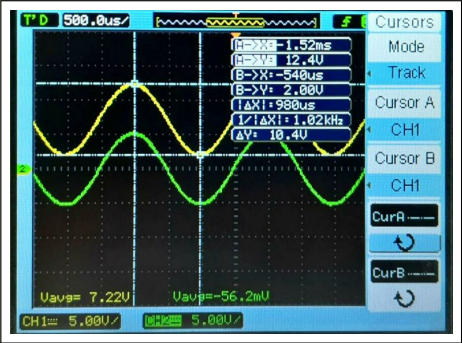 T'D 500.0us/ f
Cursors
Mode
Track
Cursor A
CH1
Cursor B
CH1
CurA
CurB
A->X:-1.52ms
A->Y: 12.4V
B->X:-540us
B->Y: 2.00V
|ΔX|:980us
1/|ΔX|:1.02kHz
ΔY: 10.4V
2
Vavg= 7.22V Vavg=-56.2mV
CH1 5.00V/ CH2 5.00V/